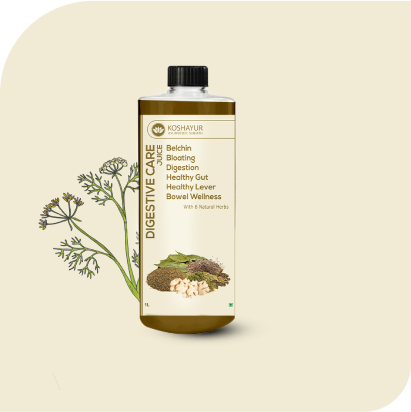 KOSHAYUR
DIGESTIVE CARE
JUICE
Belchin
Bloating
Digestion
Healthy Gut
Healthy Lever
Bowel Wellness
With 8 Natural Herbs
1L